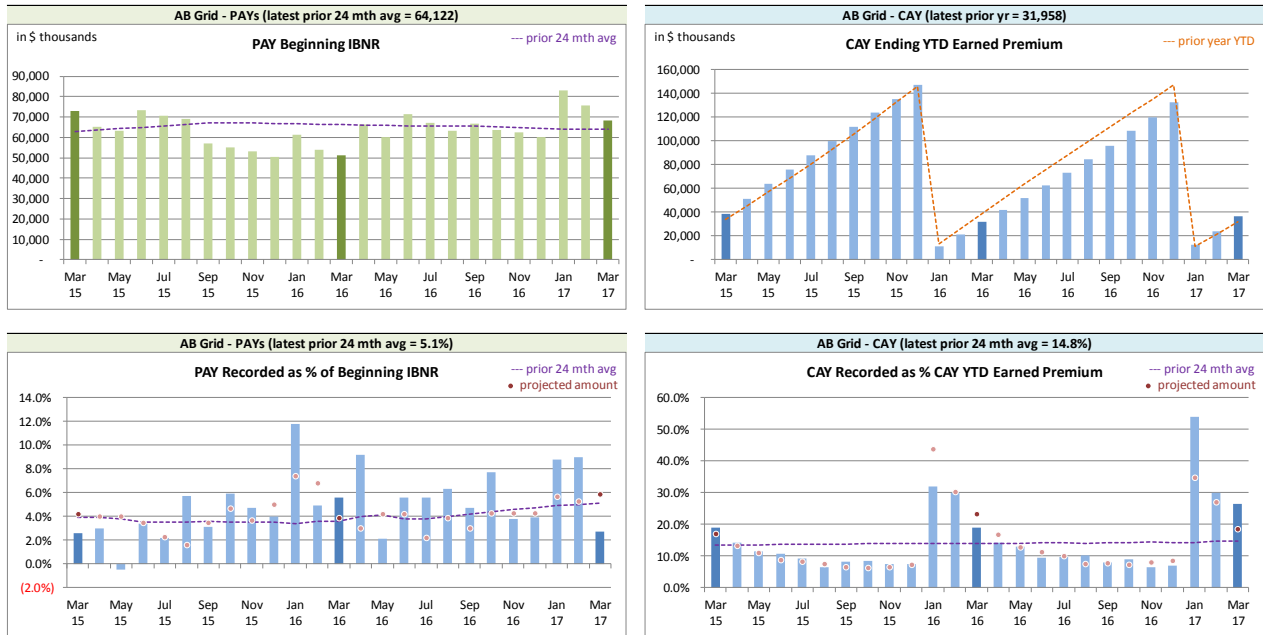 AB Grid - PAYs (latest prior 24 mth avg = 64,122)
in $ thousands
PAY Beginning IBNR
--- prior 24 mth avg
90,000
80,000
70,000
60,000
50,000
40,000
30,000
20,000
10,000
-
Mar May Jul Sep Nov Jan Mar May Jul Sep Nov Jan Mar
15 15 15 15 15 16 16 16 16 16 16 17 17
AB Grid - CAY (latest prior yr = 31,958)
in $ thousands
CAY Ending YTD Earned Premium
--- prior year YTD
160,000
140,000
120,000
100,000
80,000
60,000
40,000
20,000
-
Mar May Jul Sep Nov Jan Mar May Jul Sep Nov Jan Mar
15 15 15 15 15 16 16 16 16 16 16 17 17
AB Grid - PAYs (latest prior 24 mth avg = 5.1%)
PAY Recorded as % of Beginning IBNR
--- prior 24 mth avg
projected amount
14.0%
12.0%
10.0%
8.0%
6.0%
4.0%
2.0%
0.0%
(2.0%)
Mar May Jul Sep Nov Jan Mar May Jul Sep Nov Jan Mar
15 15 15 15 15 16 16 16 16 16 16 17 17
AB Grid - CAY (latest prior 24 mth avg = 14.8%)
CAY Recorded as % CAY YTD Earned Premium
--- prior 24 mth avg
projected amount
60.0%
50.0%
40.0%
30.0%
20.0%
10.0%
0.0%
Mar May Jul Sep Nov Jan Mar May Jul Sep Nov Jan Mar
15 15 15 15 15 16 16 16 16 16 16 17 17